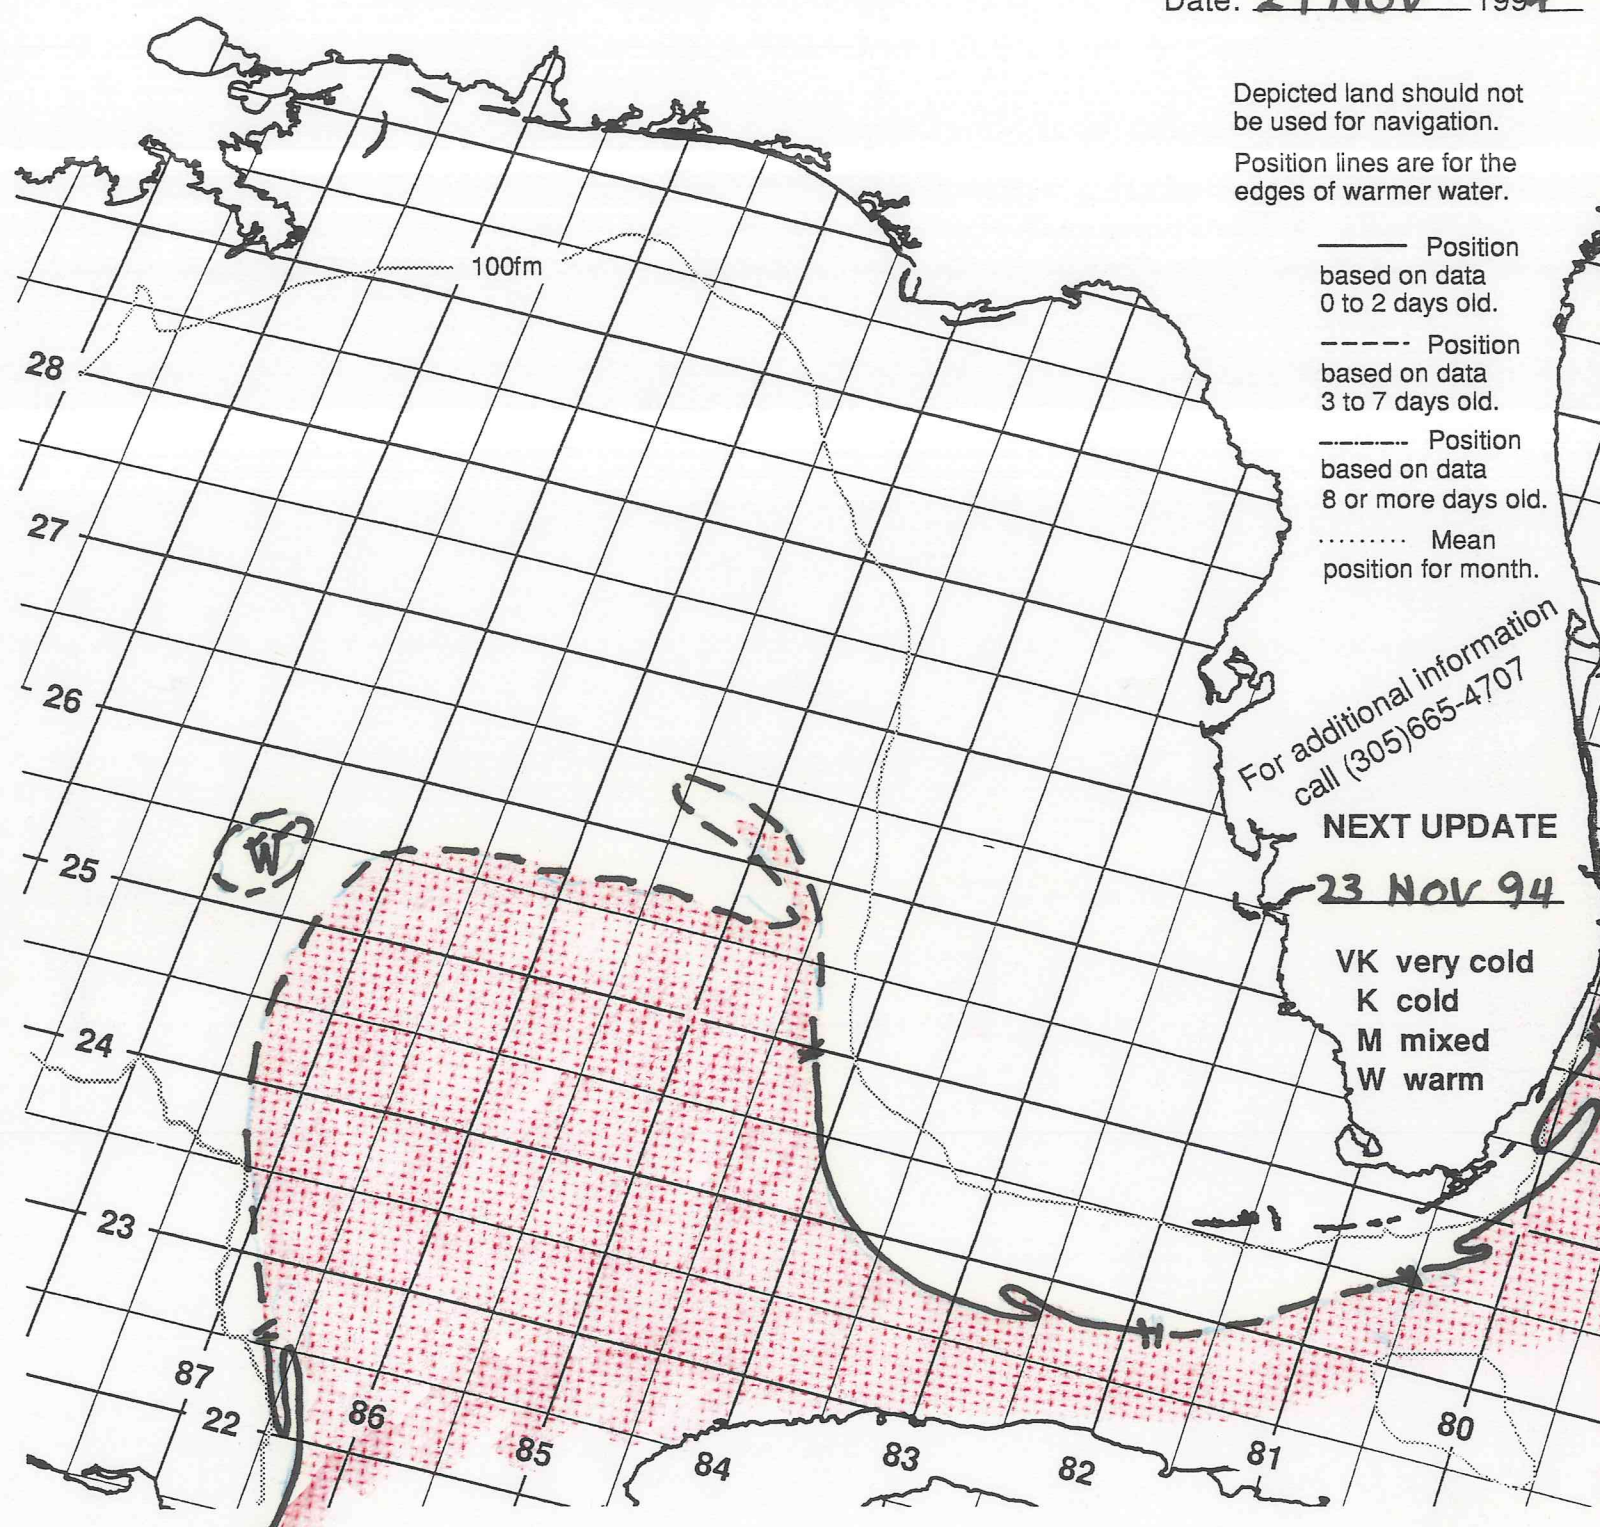 Date: 21 NOV 1994
Depicted land should not
be used for navigation.
Position lines are for the
edges of warmer water.
Position
based on data
0 to 2 days old.
Position
based on data
3 to 7 days old.
Position
based on data
8 or more days old.
Mean
position for month.
For additional information
call (305)665-4707
NEXT UPDATE
23 NOV 94
VK very cold
K cold
M mixed
W warm
100fm
28
27
26
25
W
24
23
22
87
86
85
84
83
82
81
80